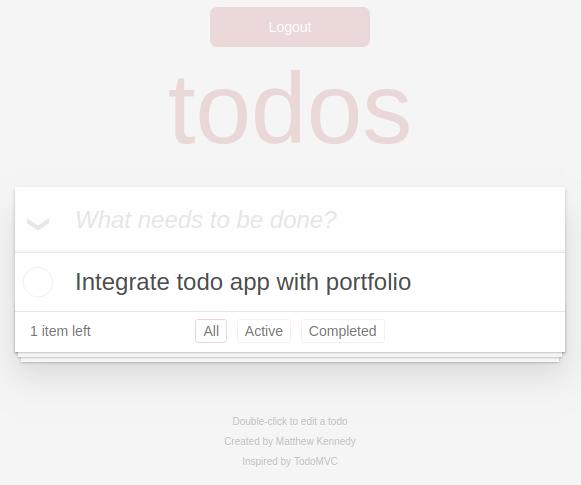 Logout
todos
What needs to be done?
Integrate todo app with portfolio
1 item left All Active Completed
Double-click to edit a todo
Created by Matthew Kennedy
Inspired by TodoMVC